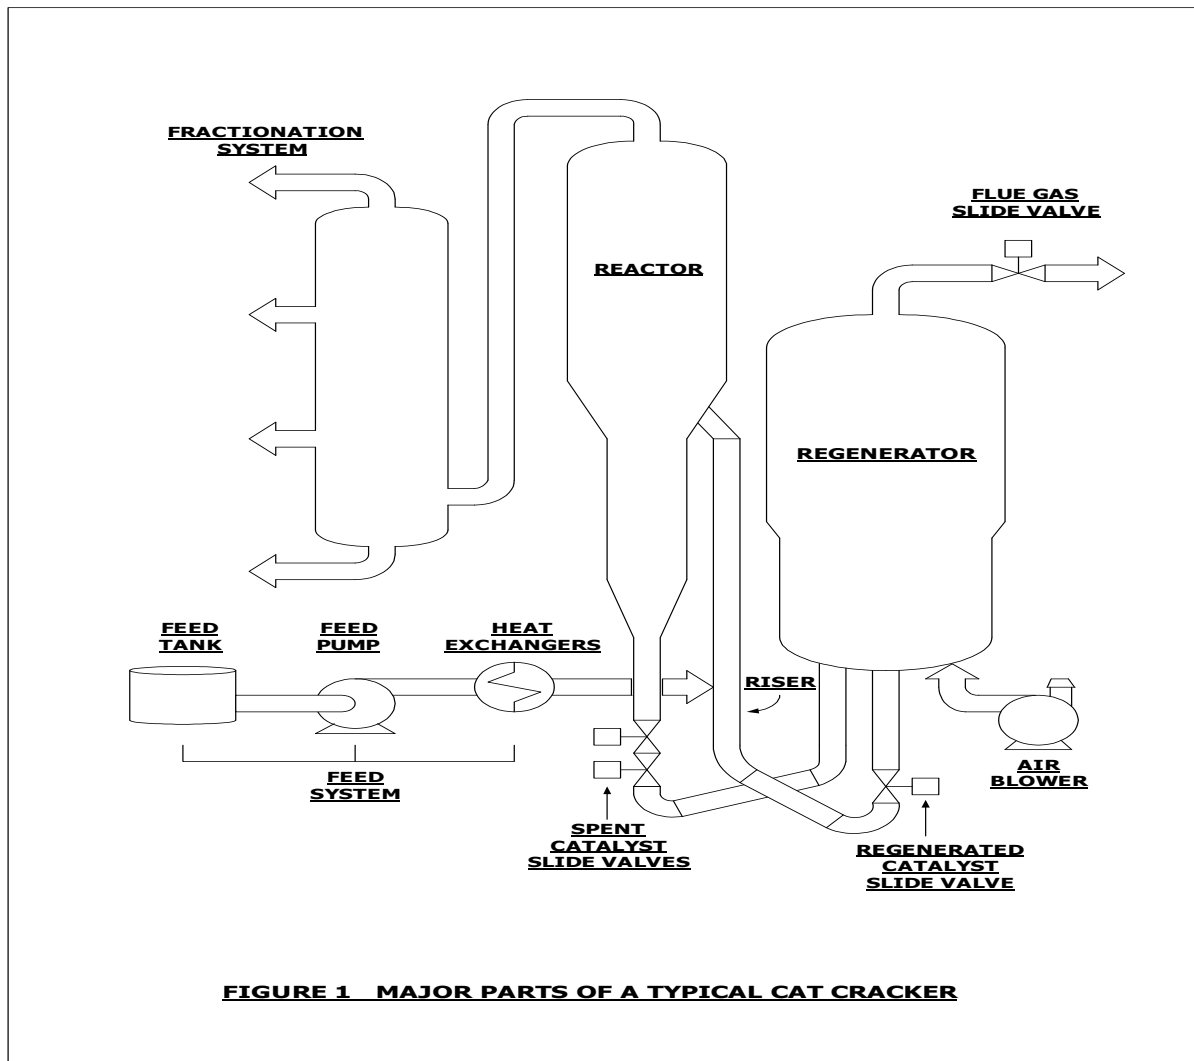 FRACTIONATION
SYSTEM
FLUE GAS
SLIDE VALVE
REACTOR
REGENERATOR
FEED
TANK
FEED
PUMP
HEAT
EXCHANGERS
RISER
FEED
SYSTEM
AIR
BLOWER
SPENT
CATALYST
SLIDE VALVES
REGENERATED
CATALYST
SLIDE VALVE
FIGURE 1 MAJOR PARTS OF A TYPICAL CAT CRACKER